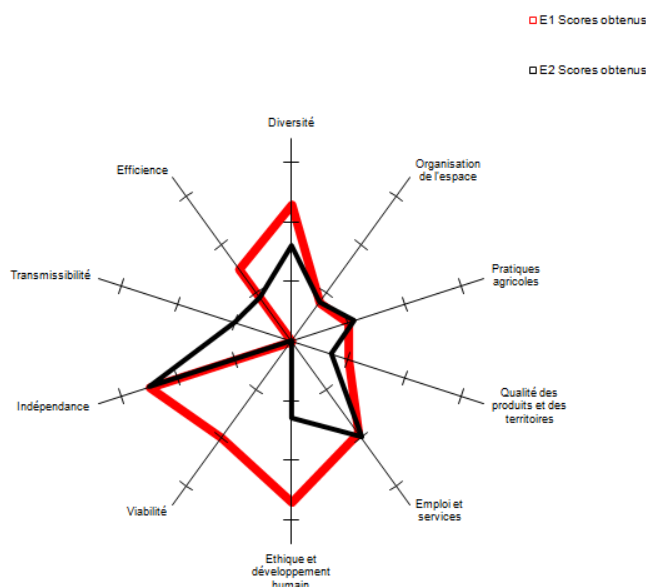 E1 Scores obtenus
E2 Scores obtenus
Diversité
Efficience
Organisation
de l'espace
Transmissibilité
Pratiques
agricoles
Indépendance
Qualité des
produits et des
territoires
Viabilité
Emploi et
services
Ethique et
développement
humain